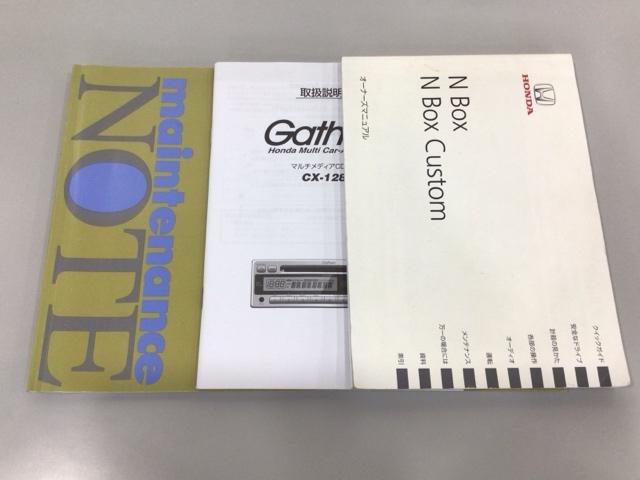 maintenance
NOTE
取扱説明
Gath
Honda Multi Car-
マルチメディアCD
CX-128
HONDA
N Box
N Box Custom
オーナーズマニュアル
クイックガイド
安全なドライブ
計器の見かた
各部の操作
オーディオ
運転
メンテナンス
万一の場合には
資料
索引